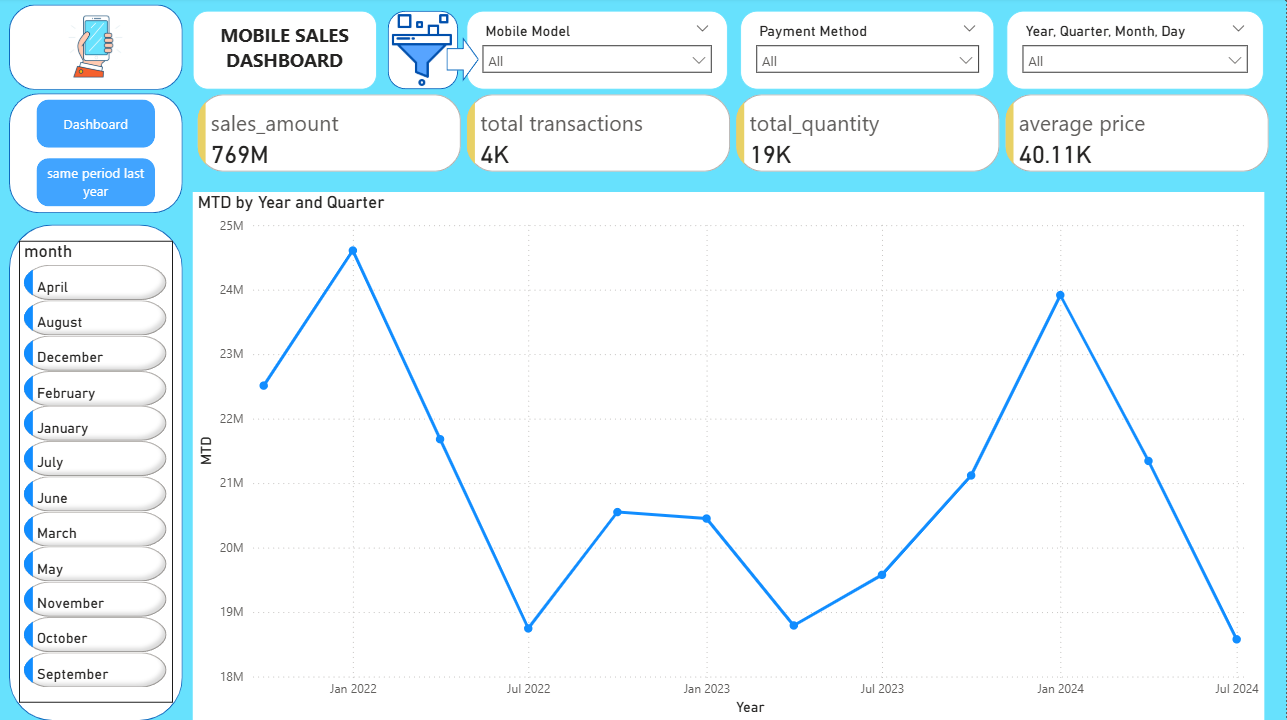 MOBILE SALES
DASHBOARD
Mobile Model
All
Payment Method
All
Year, Quarter, Month, Day
All
Dashboard
same period last
year
sales_amount
769M
total transactions
4K
total_quantity
19K
average price
40.11K
month
April
August
December
February
January
July
June
March
May
November
October
September
MTD by Year and Quarter
25M
24M
23M
22M
21M
20M
19M
18M
MTD
Jan 2022
Jul 2022
Jan 2023
Jul 2023
Jan 2024
Jul 2024
Year